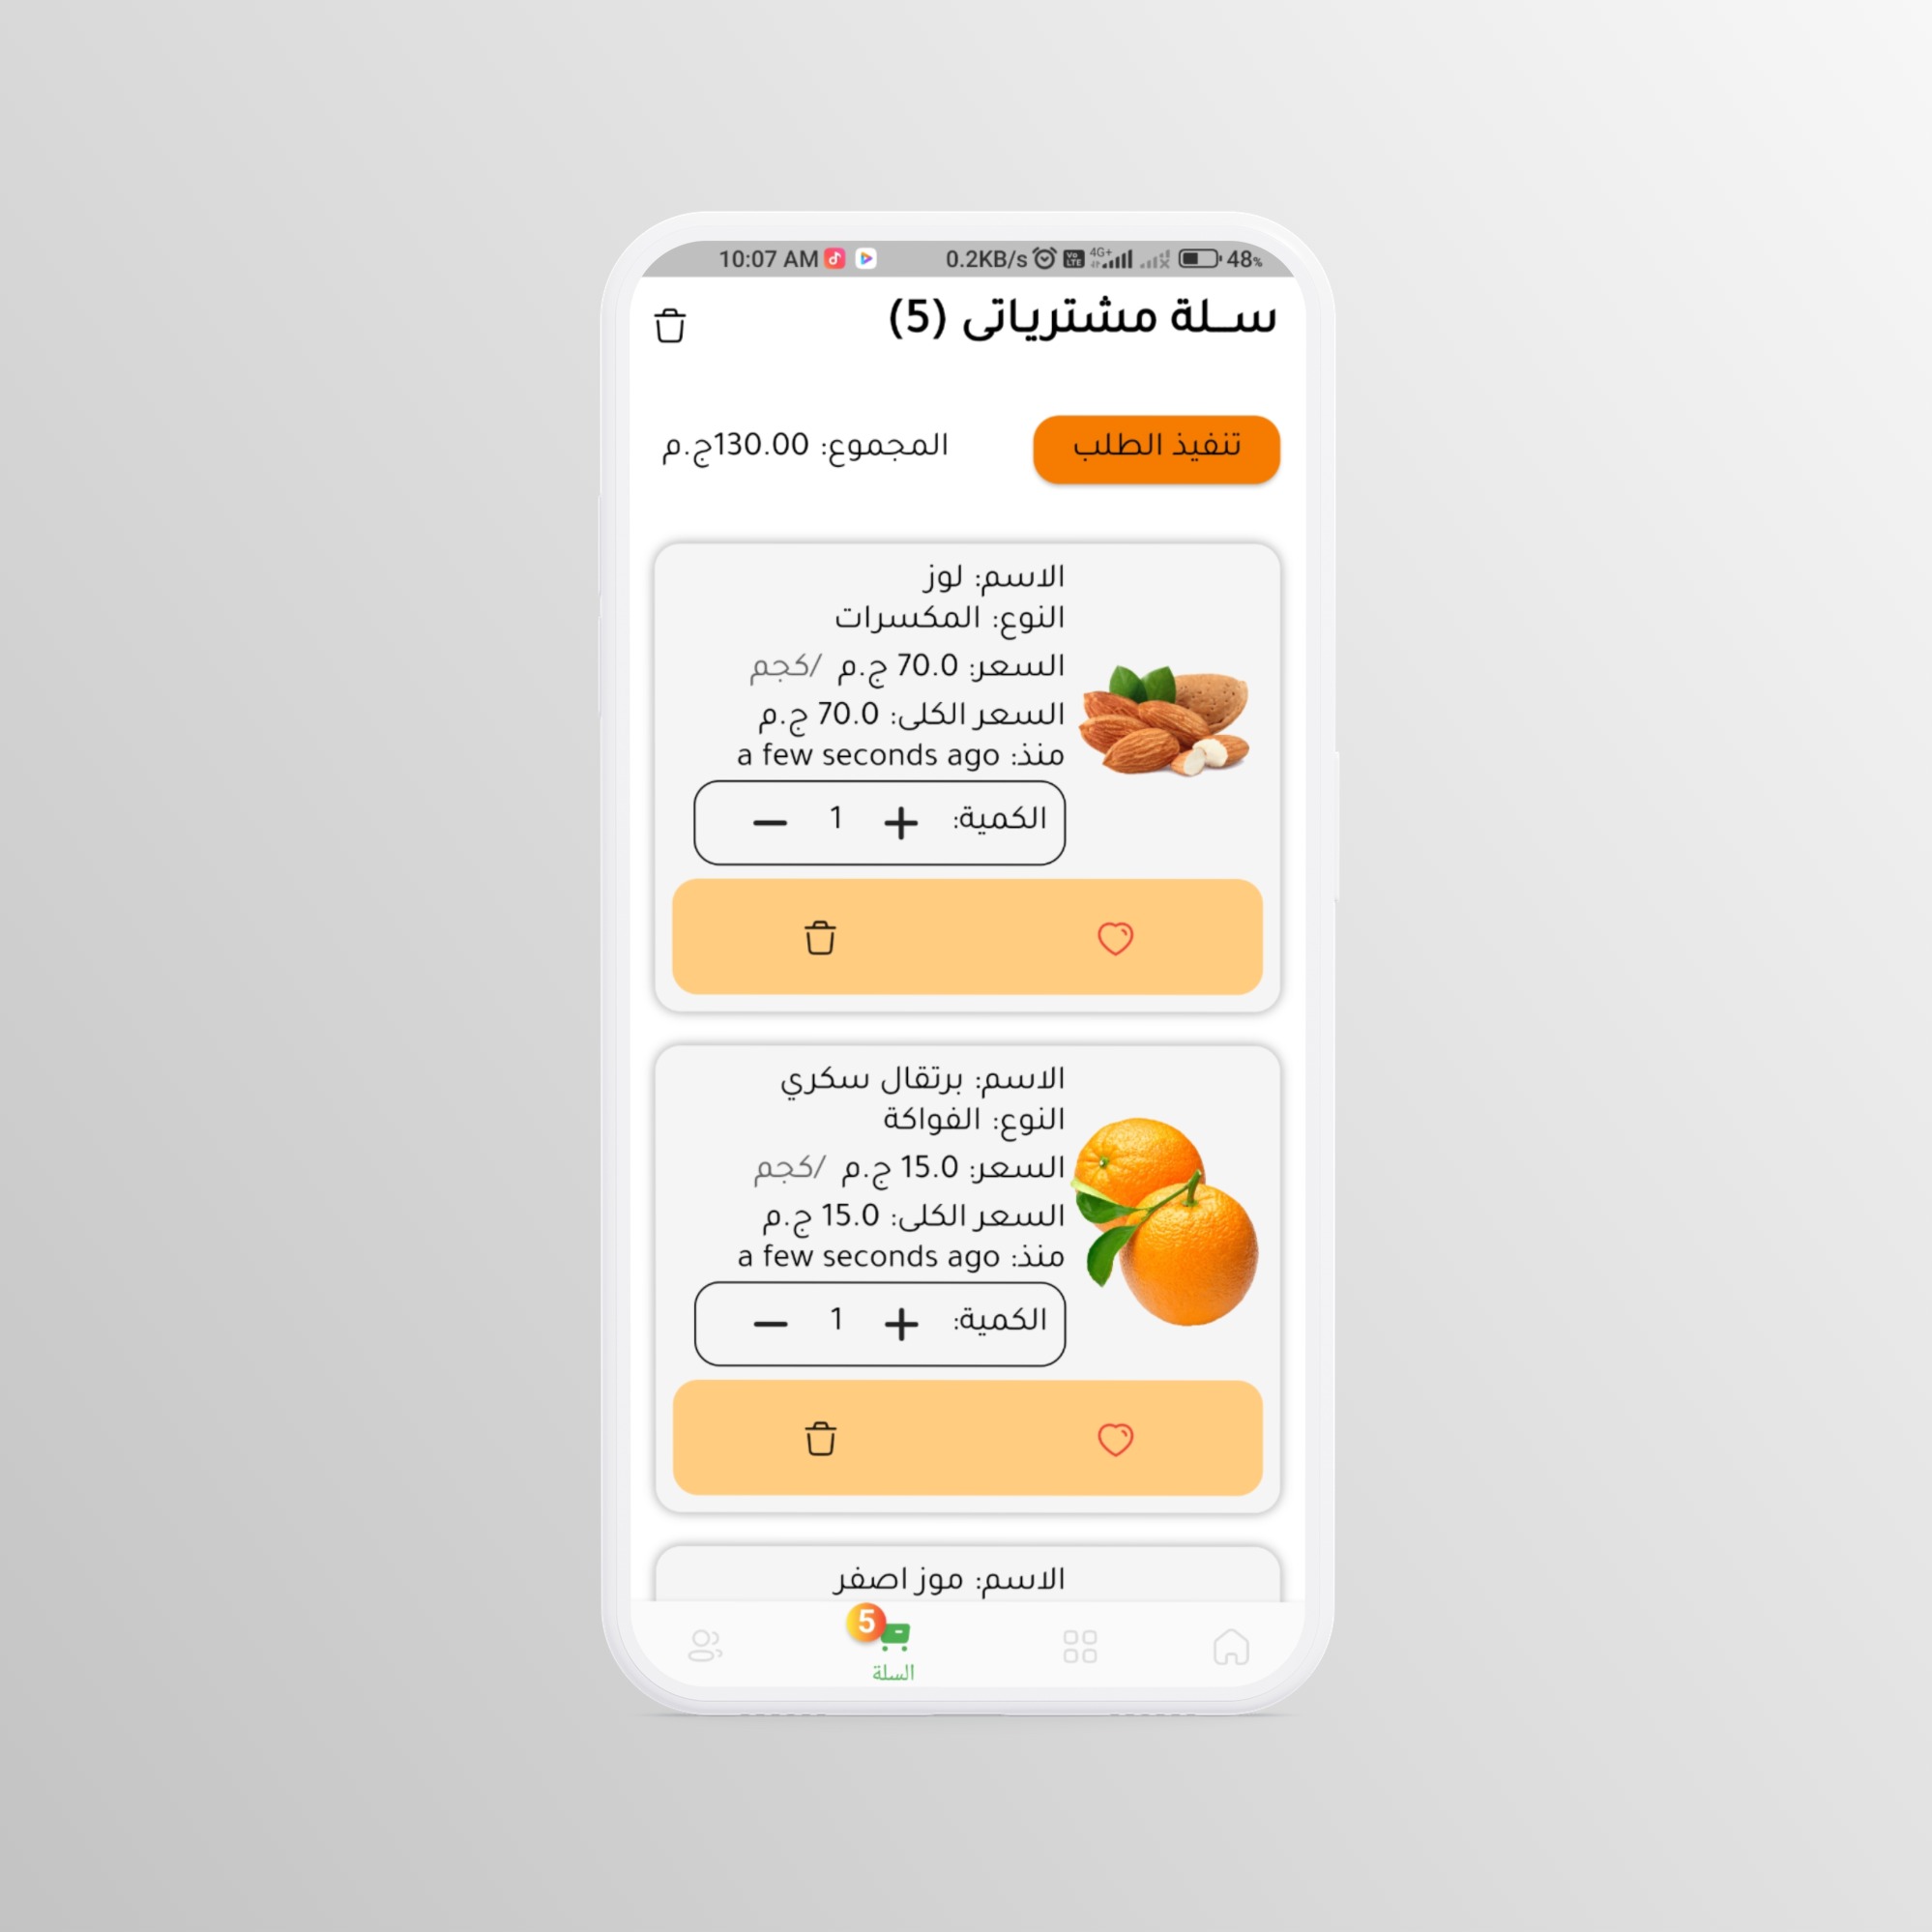 10:07 AM 0.2KB/s Vo LTE 4G+ 48%
سلة مشترياتى (5)
تنفيذ الطلب
المجموع: 130.00ج.م
الاسم: لوز
النوع: المكسرات
السعر: 70.0 ج.م /كجم
السعر الكلى: 70.0 ج.م
منذ: a few seconds ago
الكمية: + 1 −
الاسم: برتقال سكري
النوع: الفواكة
السعر: 15.0 ج.م /كجم
السعر الكلى: 15.0 ج.م
منذ: a few seconds ago
الكمية: + 1 −
الاسم: موز اصفر
5
السلة